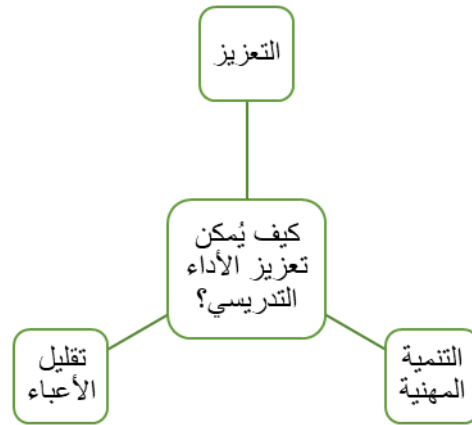 التعزيز
كيف يُمكن
تعزيز الأداء
التدريسي؟
التنمية
المهنية
تقليل
الأعباء